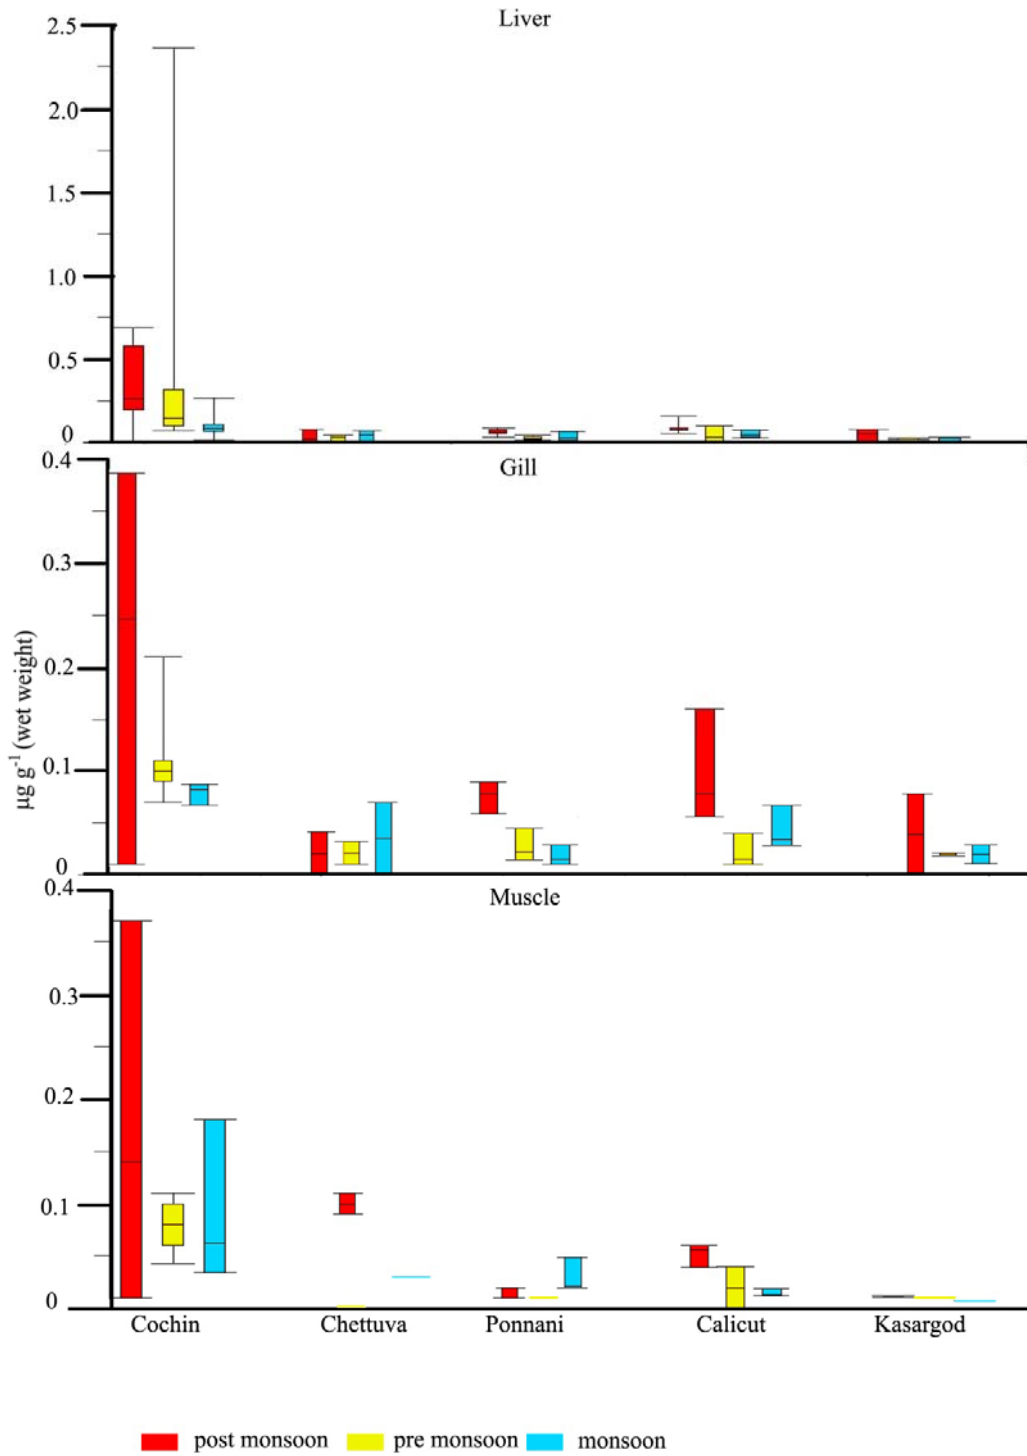 Liver
2.5
2.0
1.5
1.0
0.5
0
Gill
0.4
0.3
0.2
0.1
0
µg g⁻¹ (wet weight)
Muscle
0.4
0.3
0.2
0.1
0
Cochin Chettuva Ponnani Calicut Kasargod
post monsoon pre monsoon monsoon